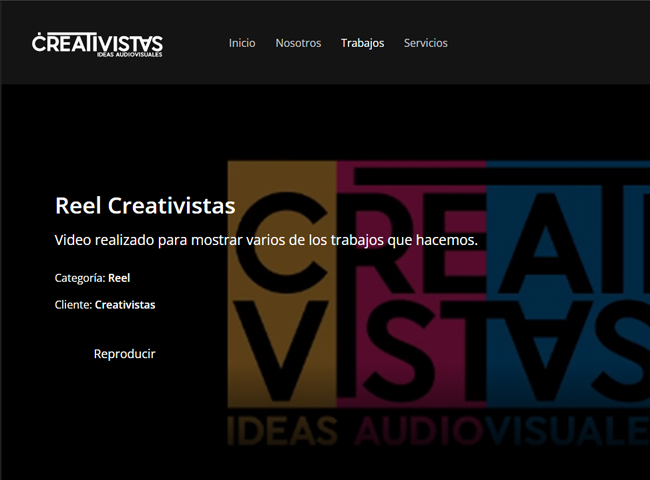 CREATIVISTAS
IDEAS AUDIOVISUALES
Inicio Nosotros Trabajos Servicios
Reel Creativistas
Video realizado para mostrar varios de los trabajos que hacemos.
Categoría: Reel
Cliente: Creativistas
Reproducir
CREAT
VISTAS
IDEAS AUDIOVISUALE